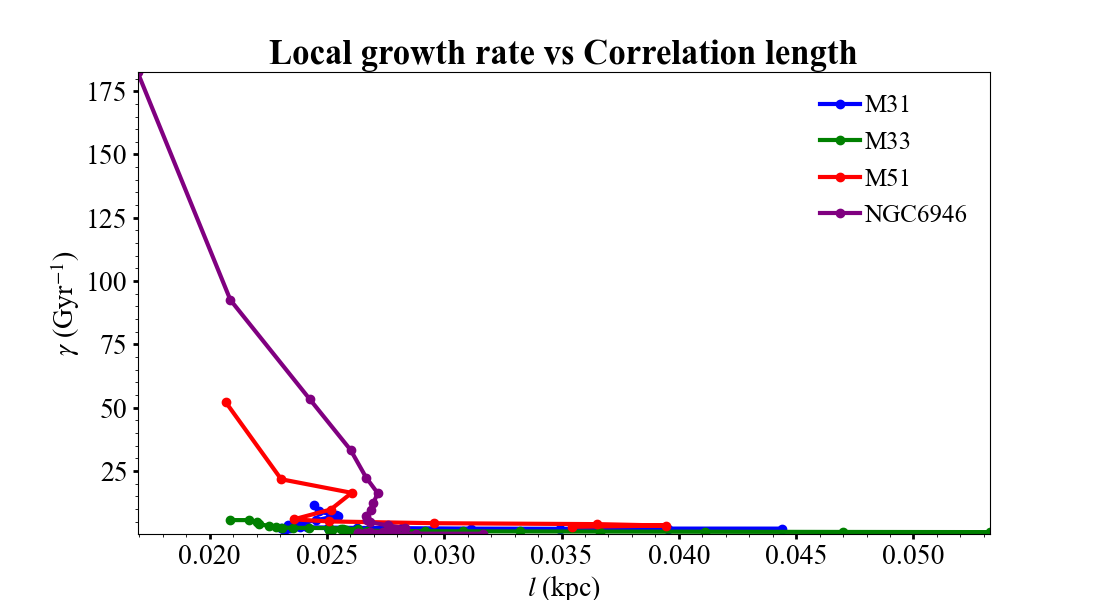 Local growth rate vs Correlation length
175
150
125
100
75
50
25
γ (Gyr⁻¹)
M31
M33
M51
NGC6946
0.020 0.025 0.030 0.035 0.040 0.045 0.050
l (kpc)